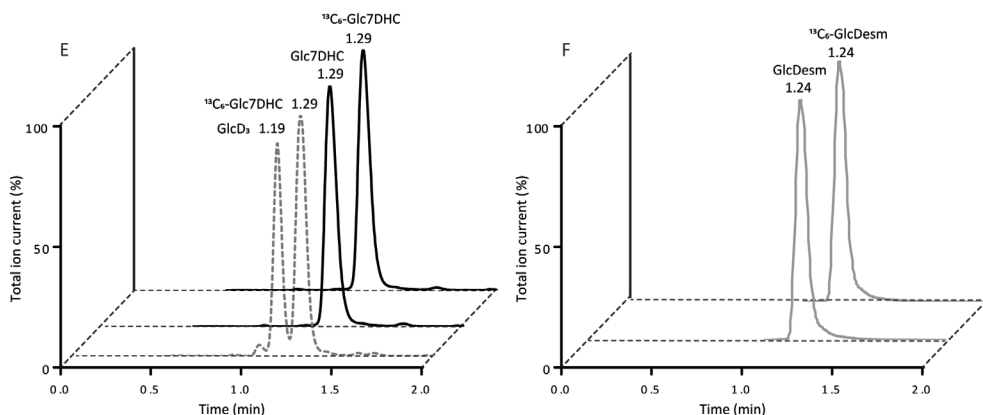 E
¹³C₆-Glc7DHC
1.29
Glc7DHC
1.29
¹³C₆-Glc7DHC 1.29
GlcD₃ 1.19
100
50
0
Total ion current (%)
0.0 0.5 1.0 1.5 2.0
Time (min)
F
¹³C₆-GlcDesm
1.24
GlcDesm
1.24
100
50
0
Total ion current (%)
0.0 0.5 1.0 1.5 2.0
Time (min)